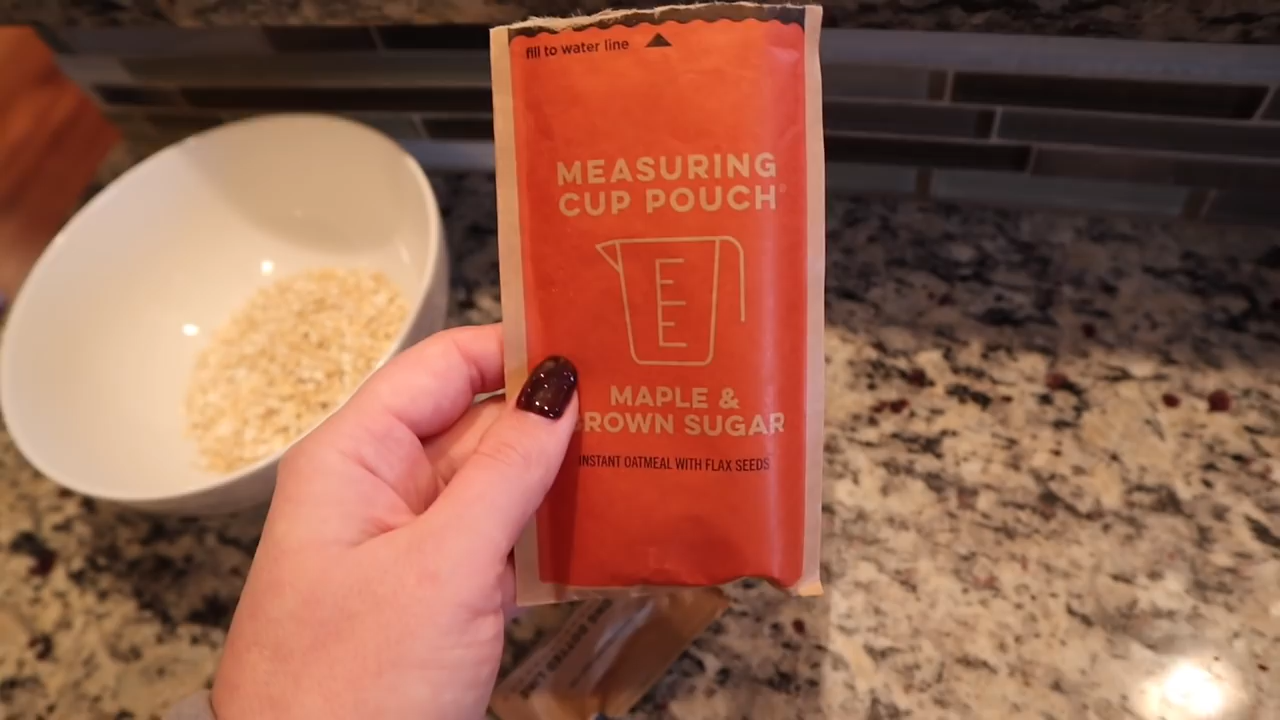 fill to water line
MEASURING
CUP POUCH®
MAPLE &
BROWN SUGAR
INSTANT OATMEAL WITH FLAX SEEDS